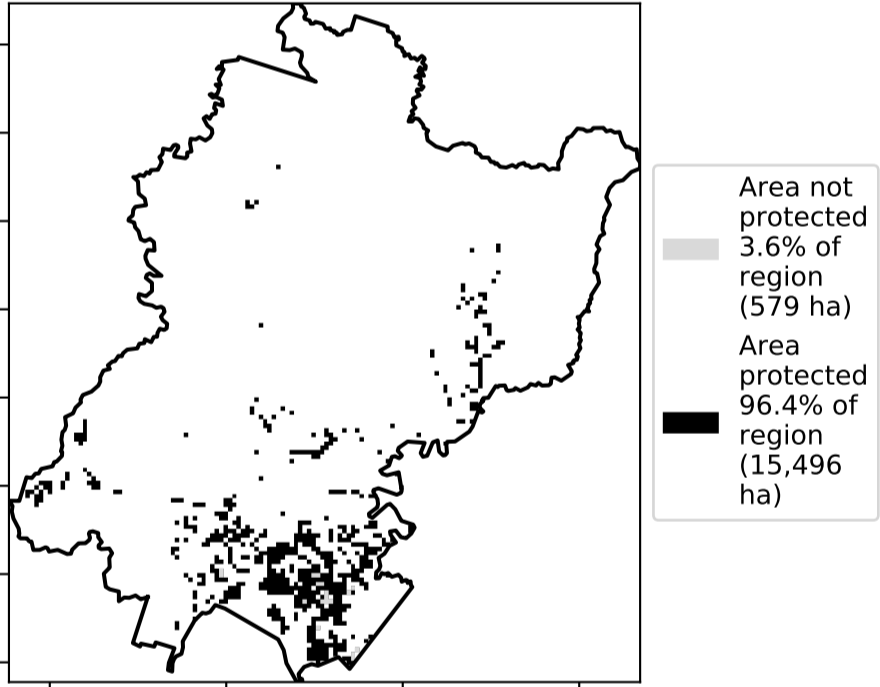 Area not
protected
3.6% of
region
(579 ha)
Area
protected
96.4% of
region
(15,496
ha)